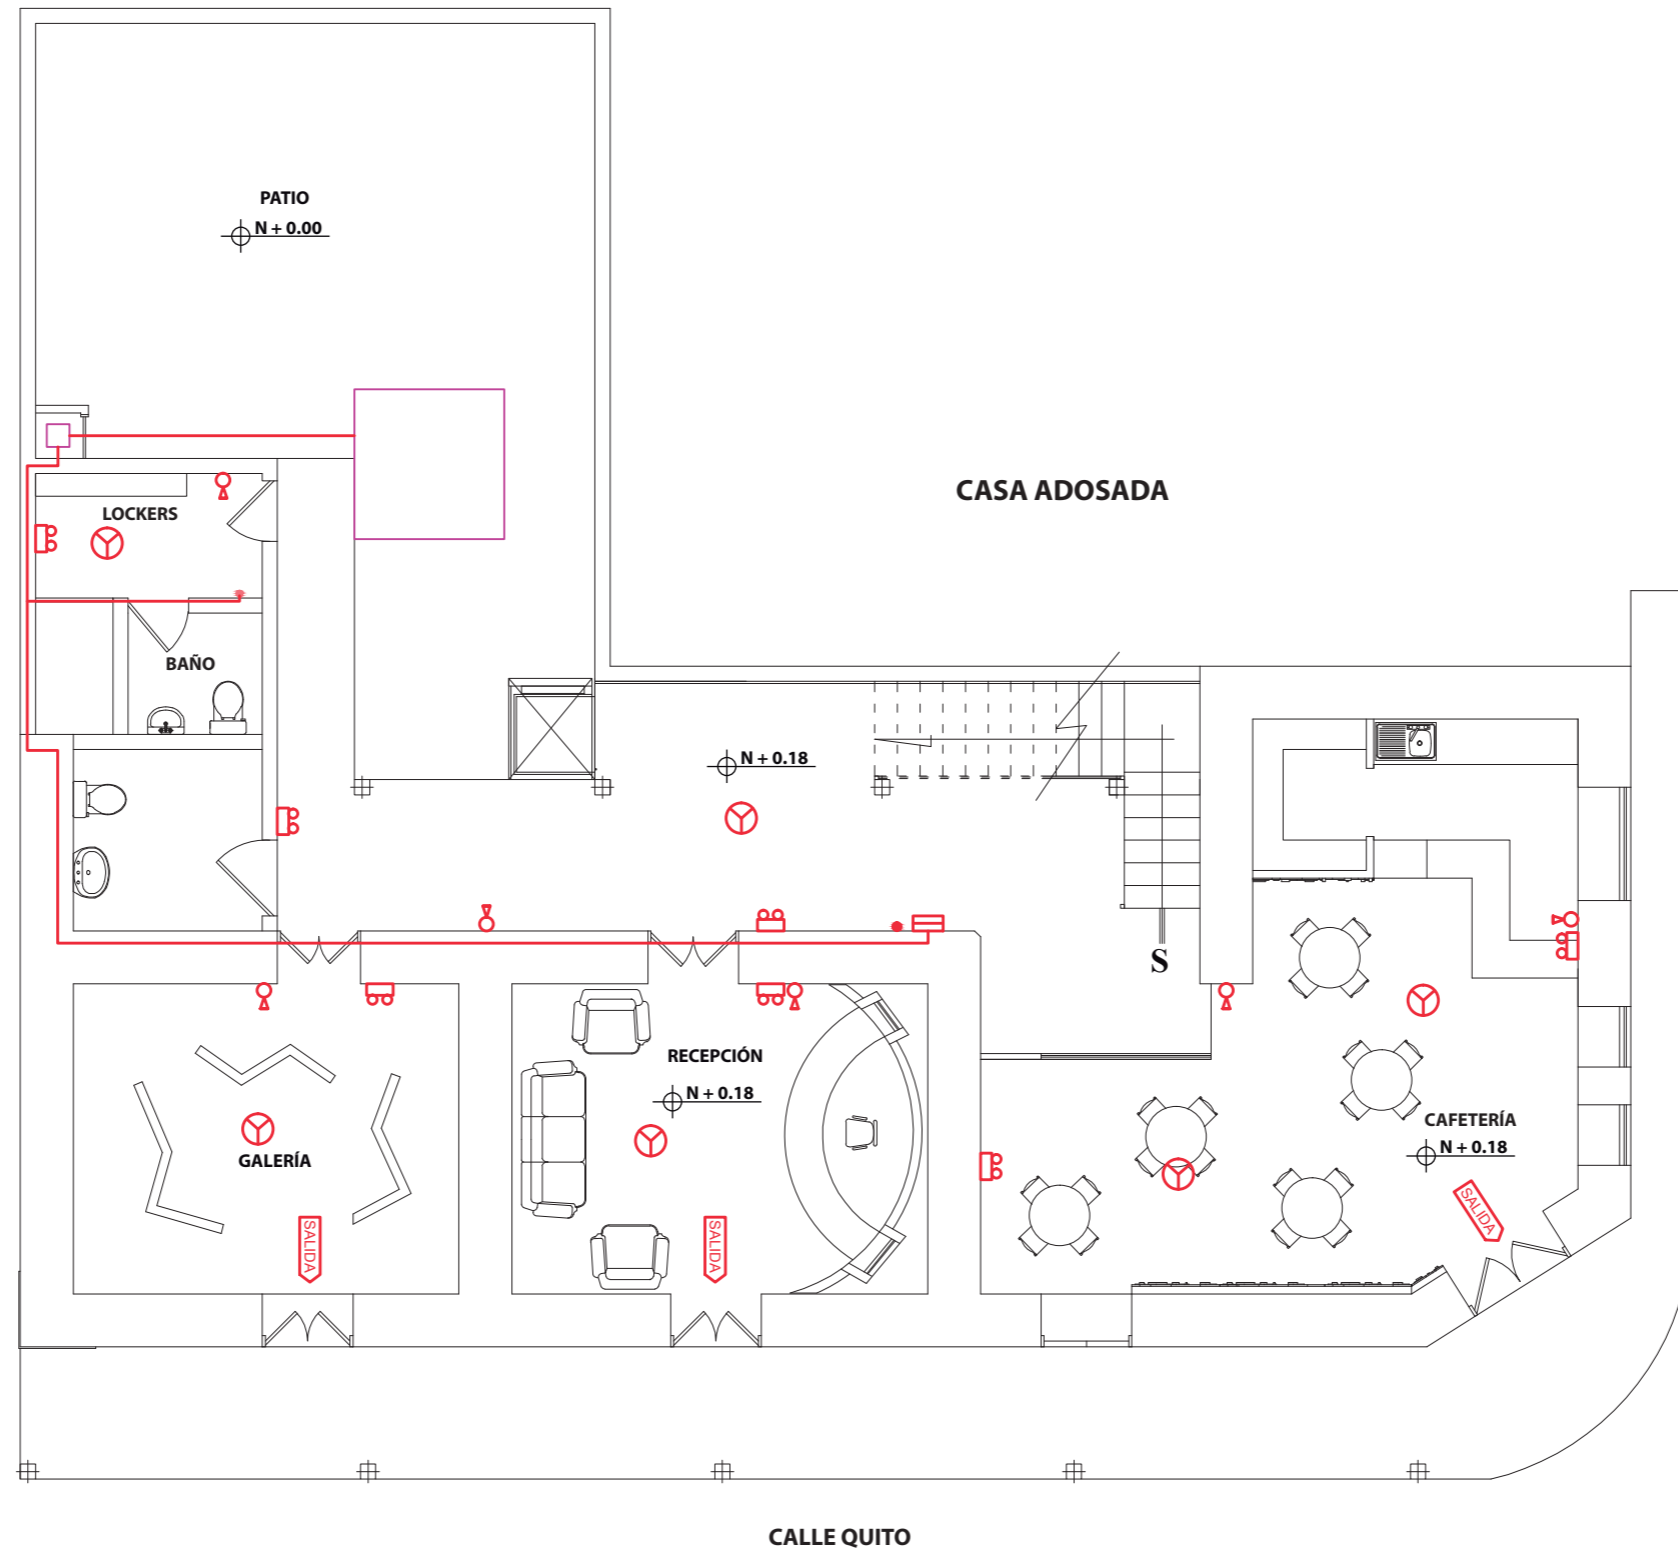 PATIO
N + 0.00
CASA ADOSADA
LOCKERS
BAÑO
N + 0.18
S
RECEPCIÓN
N + 0.18
CAFETERÍA
N + 0.18
GALERÍA
SALIDA
SALIDA
SALIDA
CALLE QUITO